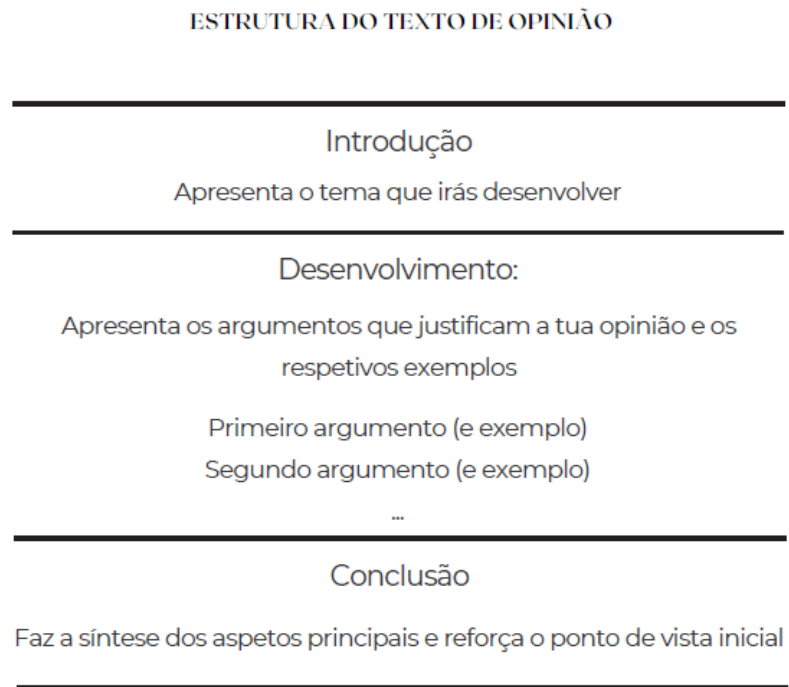 ESTRUTURA DO TEXTO DE OPINIÃO
Introdução
Apresenta o tema que irás desenvolver
Desenvolvimento:
Apresenta os argumentos que justificam a tua opinião e os
respetivos exemplos
Primeiro argumento (e exemplo)
Segundo argumento (e exemplo)
...
Conclusão
Faz a síntese dos aspetos principais e reforça o ponto de vista inicial